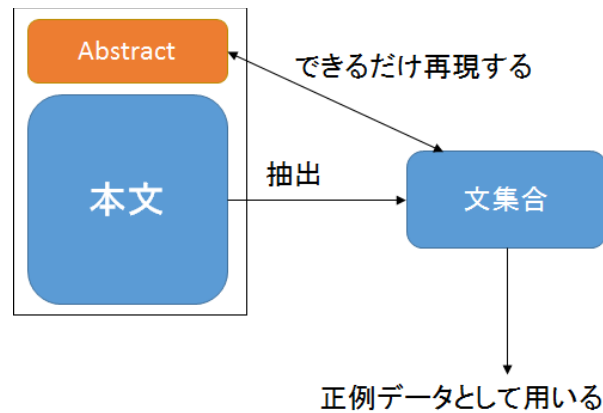 Abstract
できるだけ再現する
本文
抽出
文集合
正例データとして用いる